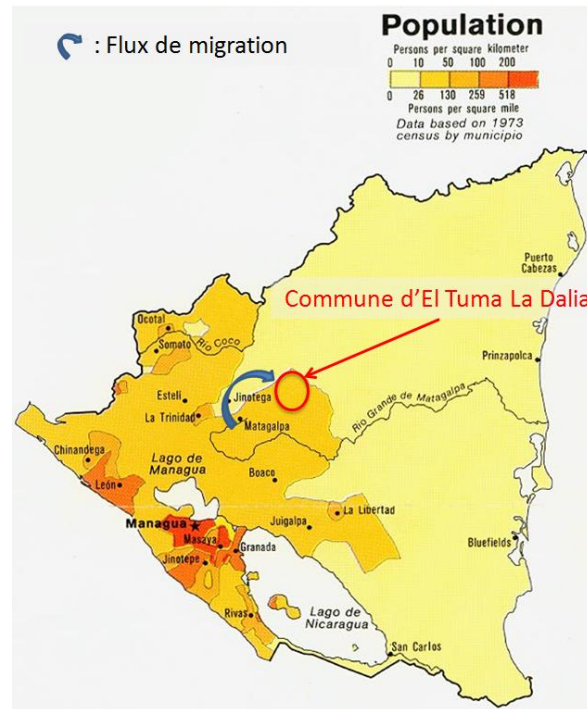 : Flux de migration
Population
Persons per square kilometer
0 10 50 100 200
0 26 130 259 518
Persons per square mile
Data based on 1973
census by municipio
Puerto
Cabezas
Commune d'El Tuma La Dalia
Ocotal
Rio Coco
Somoto
Prinzapolca
Esteli
Jinotega
La Trinidad
Matagalpa
Rio Grande de Matagalpa
Chinandega
Lago de
Managua
Boaco
León
La Libertad
Managua
Juigalpa
Masaya
Granada
Bluefields
Jinotepe
Rivas
Lago de
Nicaragua
San Carlos